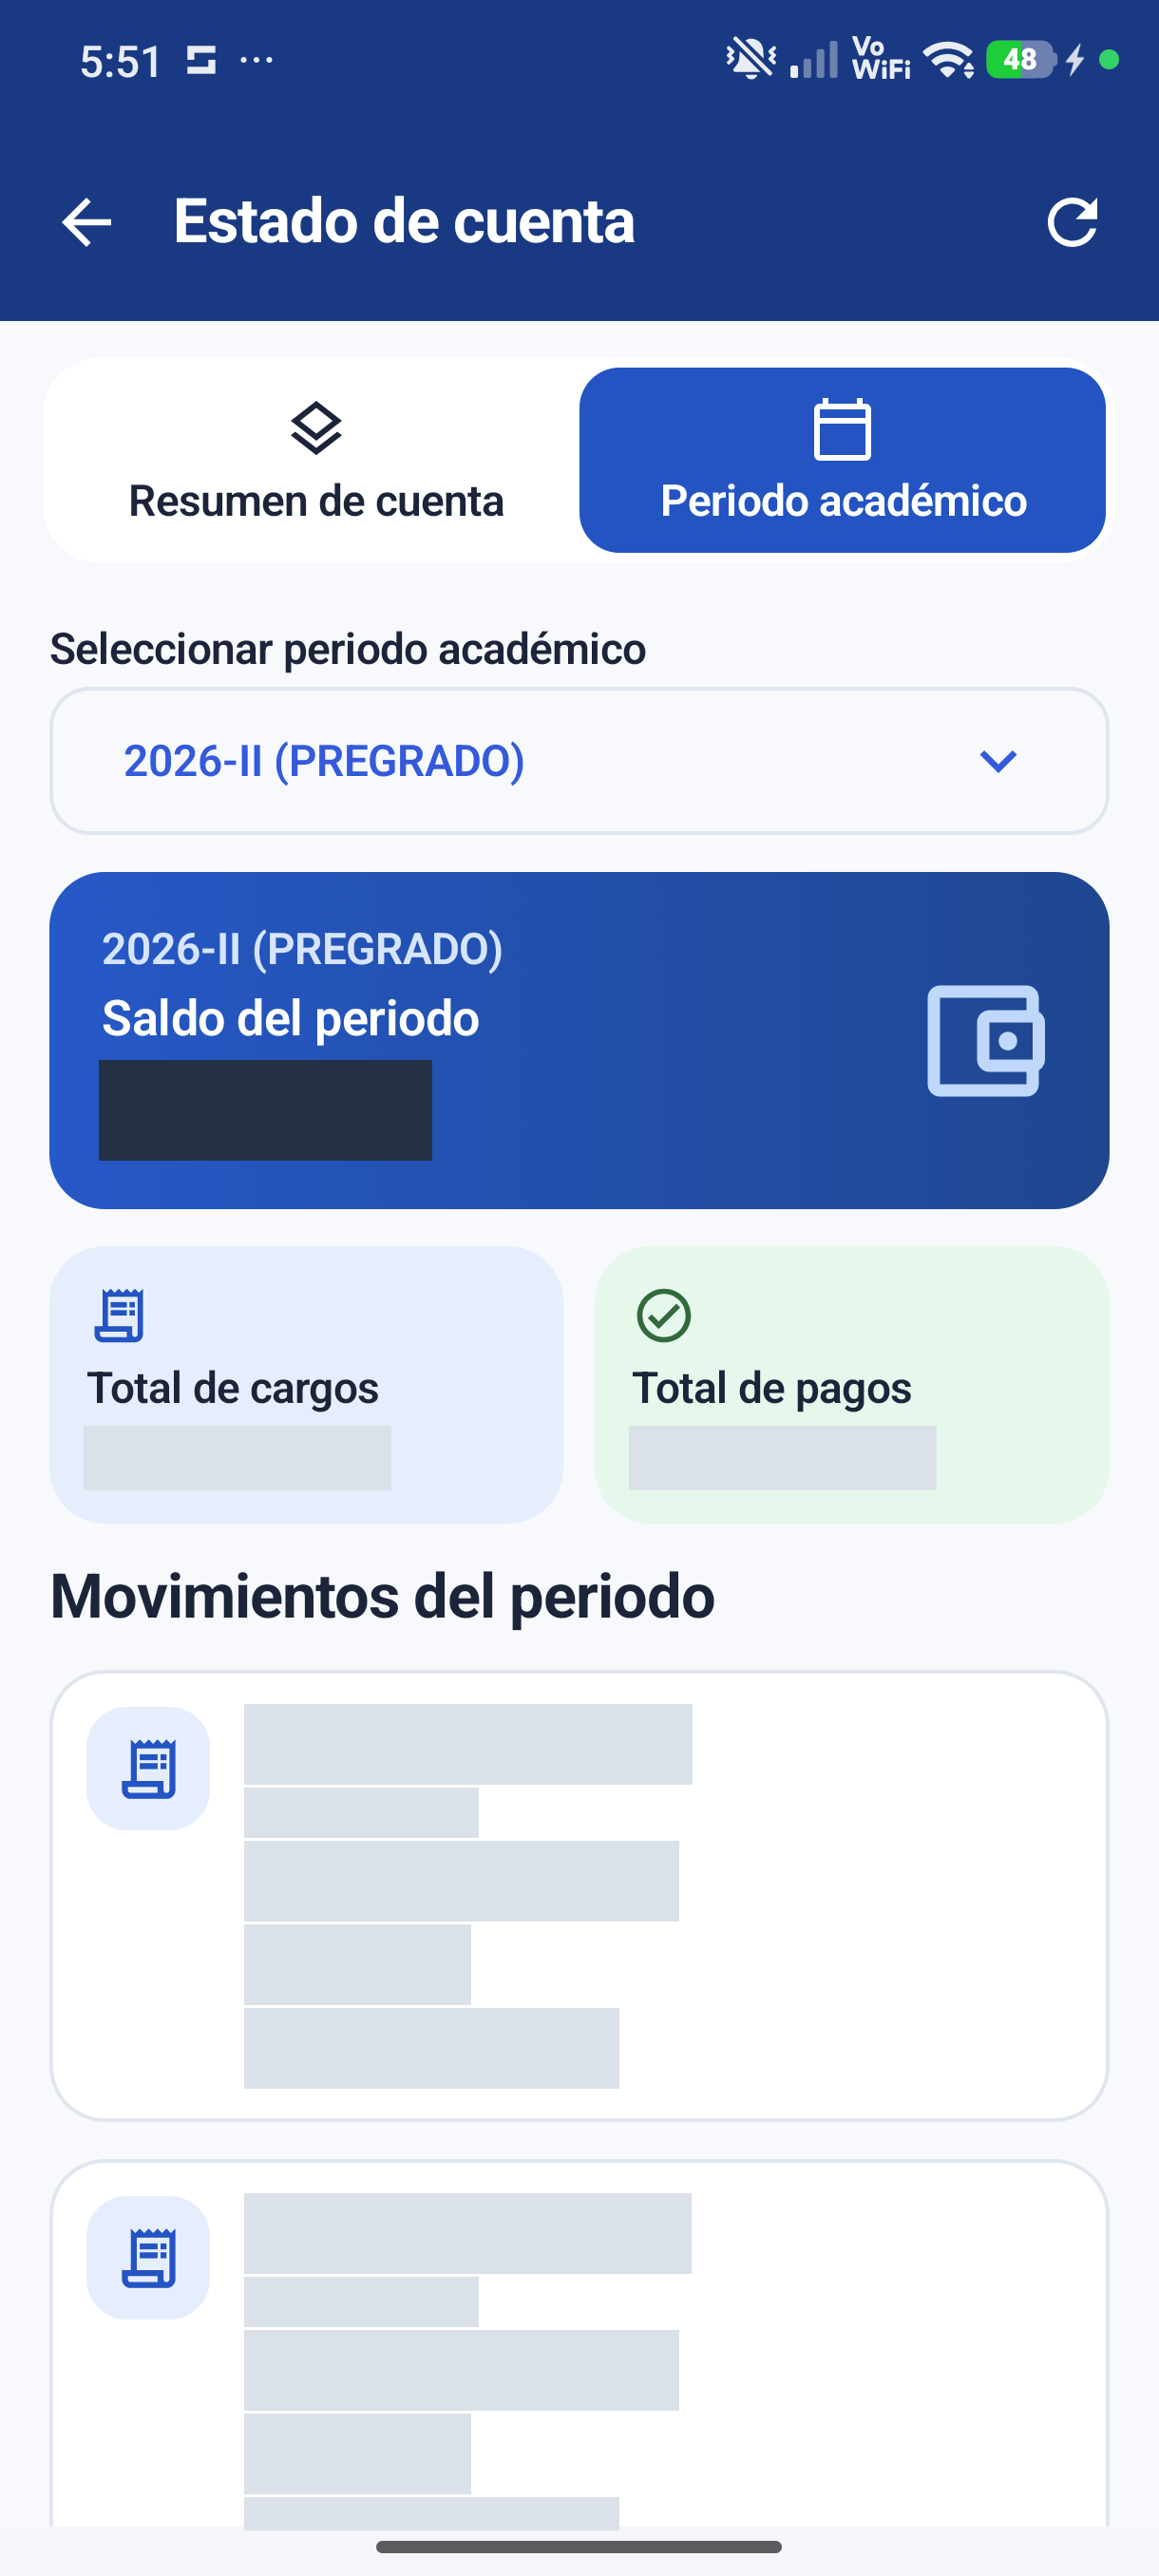 5:51
Vo
WiFi
48
Estado de cuenta
Resumen de cuenta
Periodo académico
Seleccionar periodo académico
2026-II (PREGRADO)
2026-II (PREGRADO)
Saldo del periodo
Total de cargos
Total de pagos
Movimientos del periodo